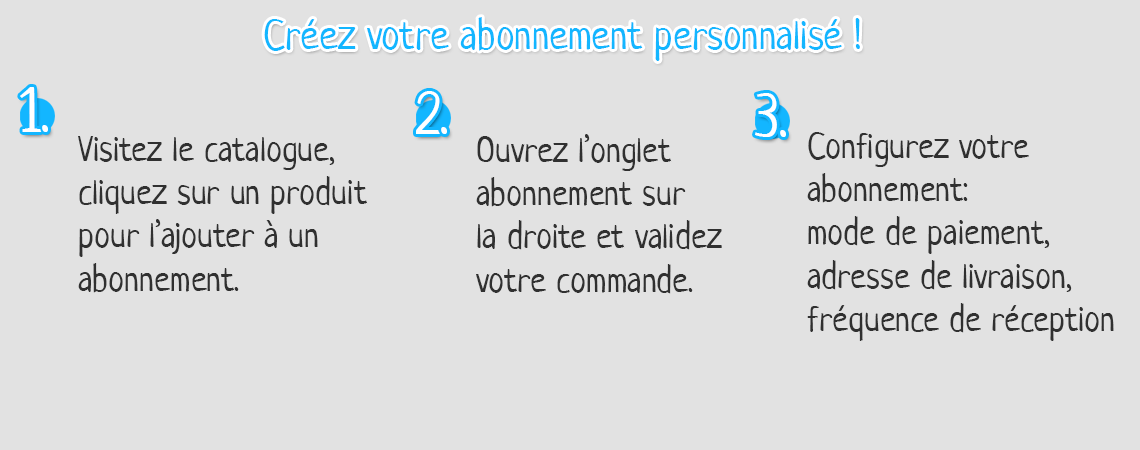 Créez votre abonnement personnalisé !
1.
Visitez le catalogue,
cliquez sur un produit
pour l'ajouter à un
abonnement.
2.
Ouvrez l'onglet
abonnement sur
la droite et validez
votre commande.
3.
Configurez votre
abonnement:
mode de paiement,
adresse de livraison,
fréquence de réception